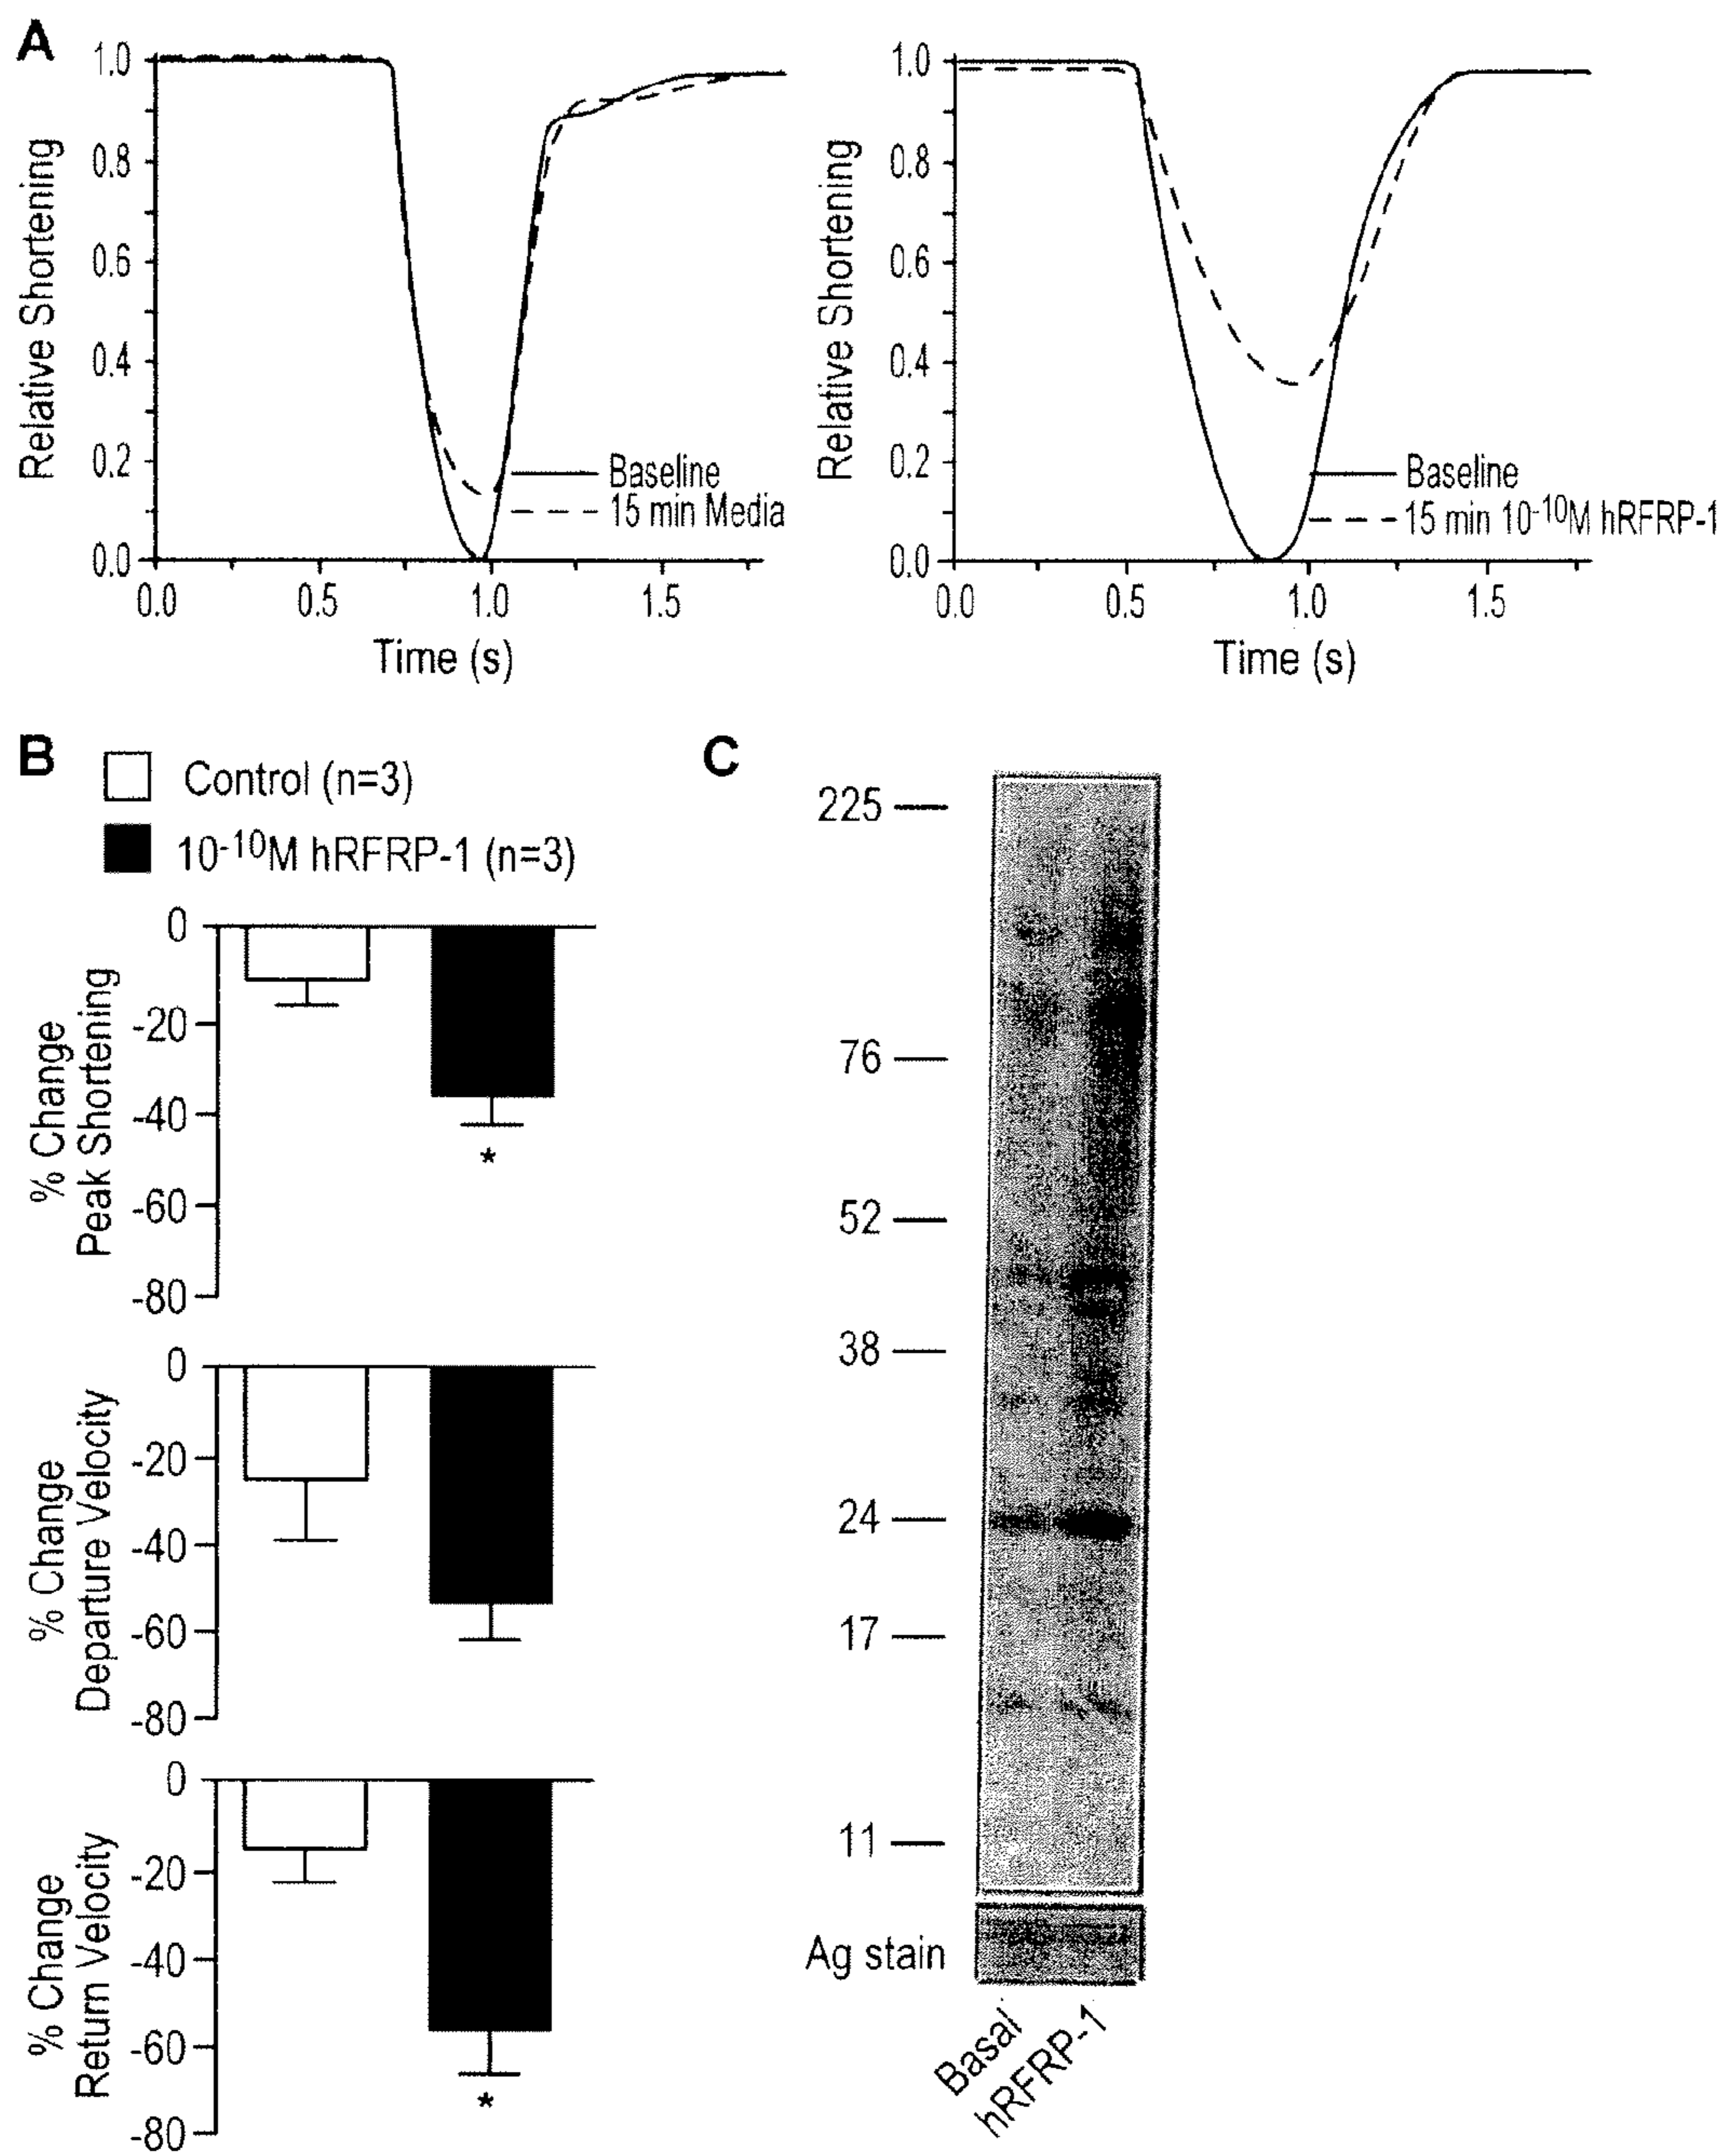 A
Relative Shortening
1.0
0.8
0.6
0.4
0.2
0.0
0.0 0.5 1.0 1.5
Time (s)
Baseline
15 min Media
Relative Shortening
1.0
0.8
0.6
0.4
0.2
0.0
0.0 0.5 1.0 1.5
Time (s)
Baseline
15 min 10-10M hRFRP-1
B
Control (n=3)
10-10M hRFRP-1 (n=3)
% Change
Peak Shortening
0
-20
-40
-60
-80
*
% Change
Departure Velocity
0
-20
-40
-60
-80
% Change
Return Velocity
0
-20
-40
-60
-80
*
C
225
76
52
38
24
17
11
Ag stain
Basal
hRFRP-1